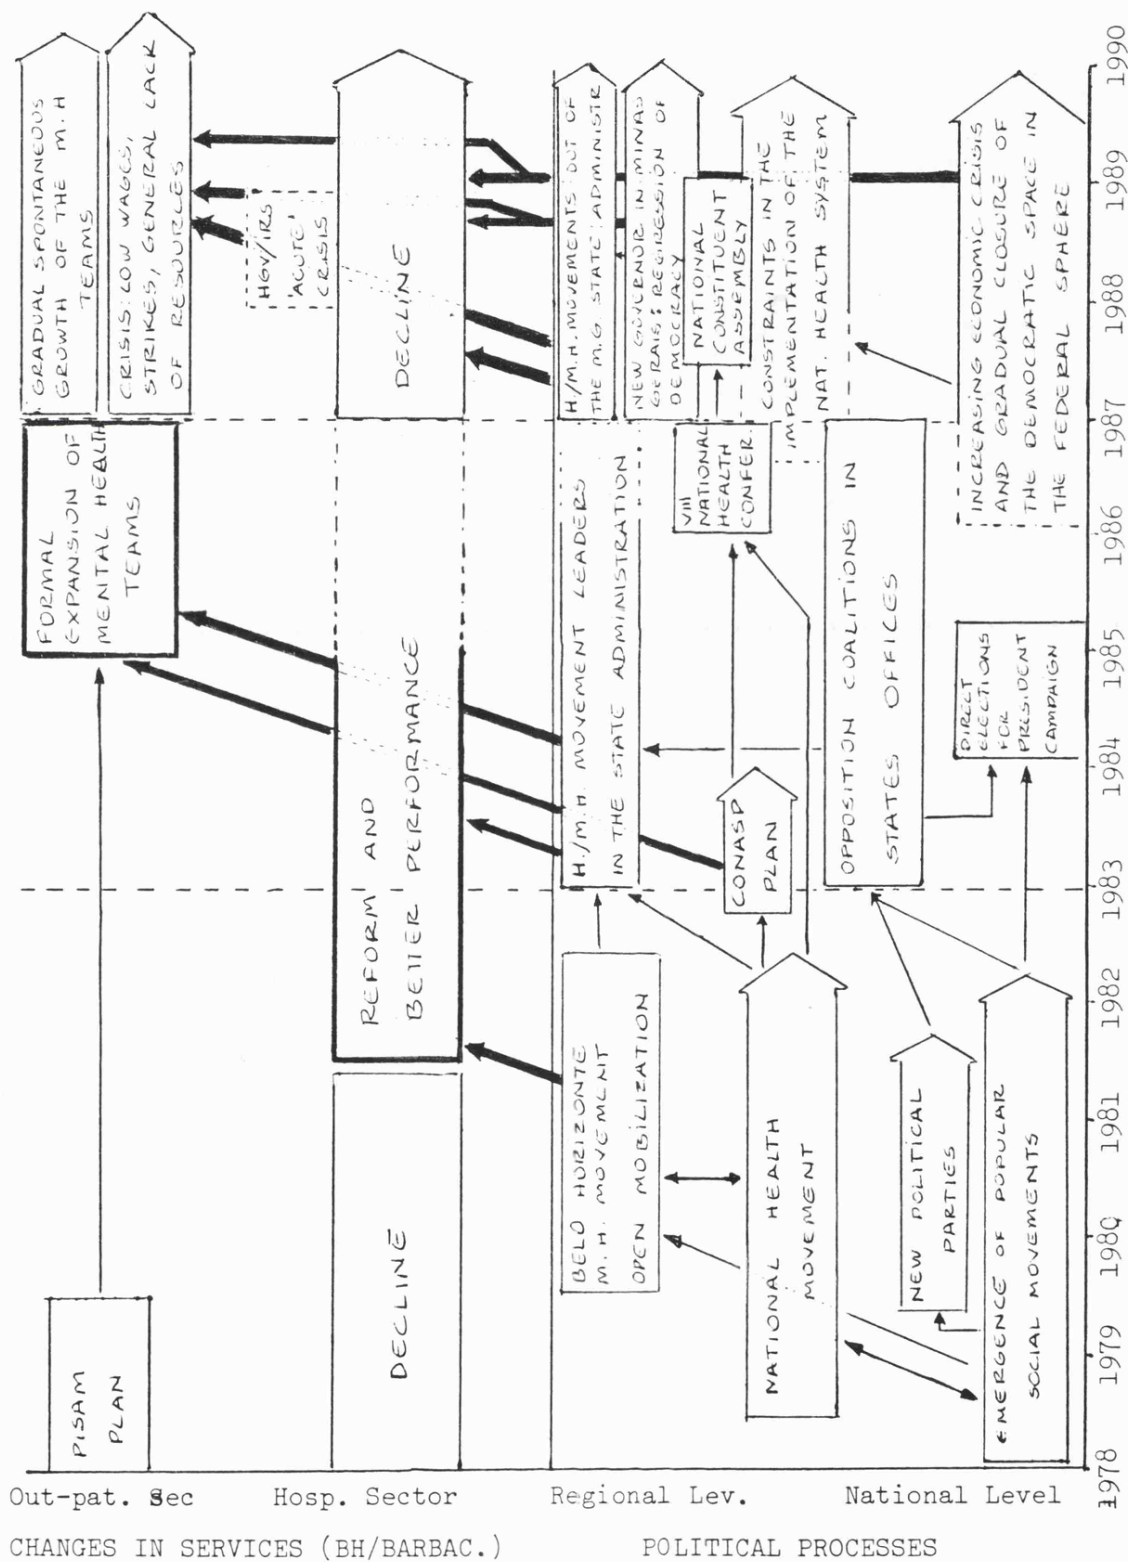 GRADUAL SPONTANEOUS
GROWTH OF THE M.H
TEAMS
CRISIS: LOW WAGES,
STRIKES, GENERAL LACK
OF RESOURCES
HGV/IRS
'ACUTE'
CRISIS
DECLINE
H/M.H. MOVEMENTS OUT OF
THE M.G. STATE ADMINISTR
NEW GOVERNOR IN MINAS
GERAIS: REGRESSION OF
DEMOCRACY
NATIONAL
CONSTITUENT
ASSEMBLY
CONSTRAINTS IN THE
IMPLEMENTATION OF THE
NAT. HEALTH SYSTEM
INCREASING ECONOMIC CRISIS
AND GRADUAL CLOSURE OF
THE DEMOCRATIC SPACE IN
THE FEDERAL SPHERE
FORMAL
EXPANSION OF
MENTAL HEALTH
TEAMS
REFORM AND
BETTER PERFORMANCE
H./M.H. MOVEMENT LEADERS
IN THE STATE ADMINISTRATION
VIII
NATIONAL
HEALTH
CONFER.
CONASP
PLAN
OPPOSITION COALITIONS IN
STATES OFFICES
DIRECT
ELECTIONS
FOR
PRESIDENT
CAMPAIGN
PISAM
PLAN
DECLINE
BELO HORIZONTE
M.H. MOVEMENT
OPEN MOBILIZATION
NATIONAL HEALTH
MOVEMENT
NEW POLITICAL
PARTIES
EMERGENCE OF POPULAR
SOCIAL MOVEMENTS
1978
1979
1980
1981
1982
1983
1984
1985
1986
1987
1988
1989
1990
Out-pat. Sec
Hosp. Sector
Regional Lev.
National Level
CHANGES IN SERVICES (BH/BARBAC.)
POLITICAL PROCESSES